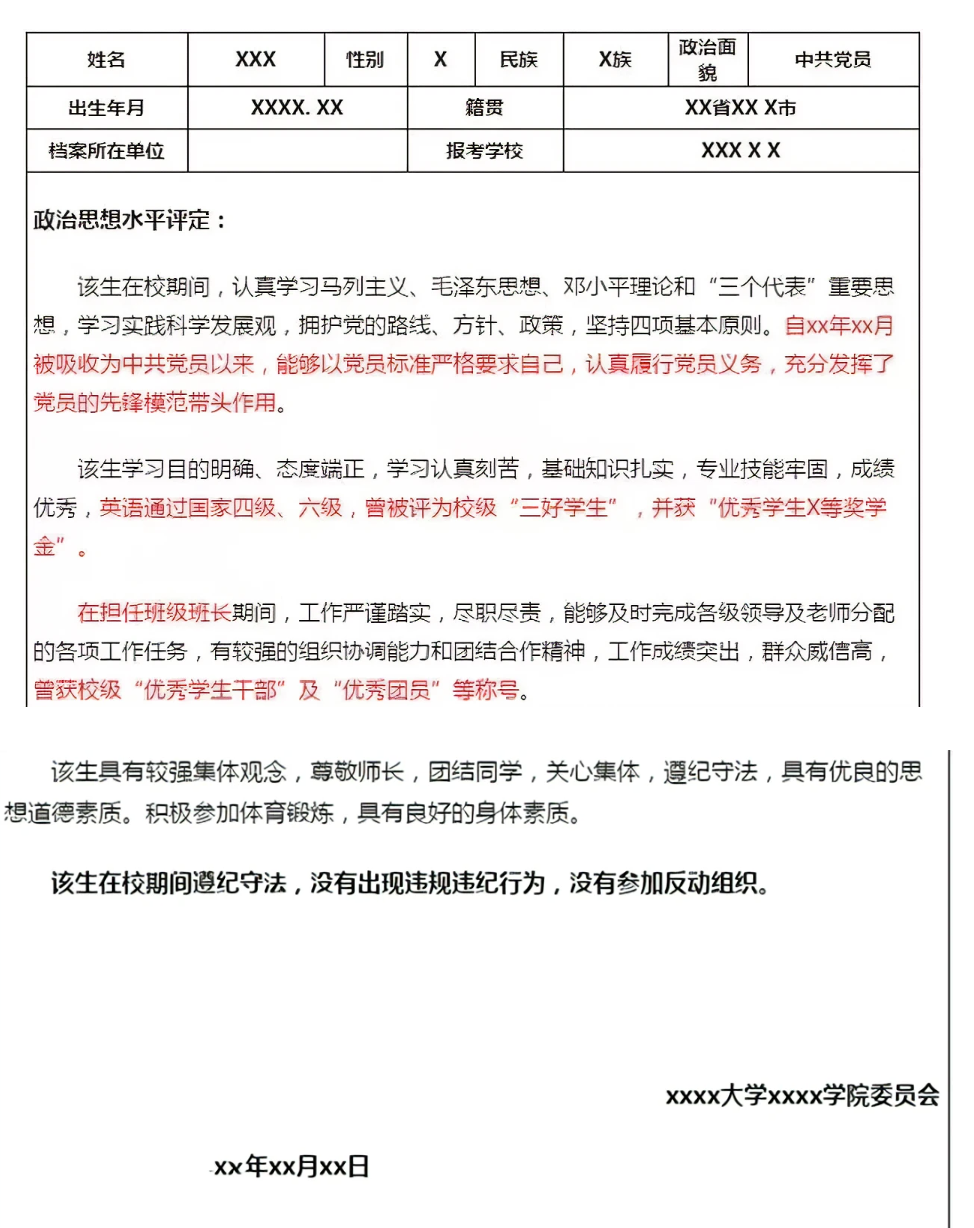 姓名 XXX 性别 X 民族 X族 政治面貌 中共党员
出生年月 XXXX. XX 籍贯 XX省XX X市
档案所在单位 报考学校 XXX X X
政治思想水平评定：
该生在校期间，认真学习马列主义、毛泽东思想、邓小平理论和“三个代表”重要思
想，学习实践科学发展观，拥护党的路线、方针、政策，坚持四项基本原则。自xx年xx月
被吸收为中共党员以来，能够以党员标准严格要求自己，认真履行党员义务，充分发挥了
党员的先锋模范带头作用。
该生学习目的明确、态度端正，学习认真刻苦，基础知识扎实，专业技能牢固，成绩
优秀，英语通过国家四级、六级，曾被评为校级“三好学生”，并获“优秀学生X等奖学
金”。
在担任班级班长期间，工作严谨踏实，尽职尽责，能够及时完成各级领导及老师分配
的各项工作任务，有较强的组织协调能力和团结合作精神，工作成绩突出，群众威信高，
曾获校级“优秀学生干部”及“优秀团员”等称号。
该生具有较强集体观念，尊敬师长，团结同学，关心集体，遵纪守法，具有优良的思
想道德素质。积极参加体育锻炼，具有良好的身体素质。
该生在校期间遵纪守法，没有出现违规违纪行为，没有参加反动组织。
xxxx大学xxxx学院委员会
xx年xx月xx日